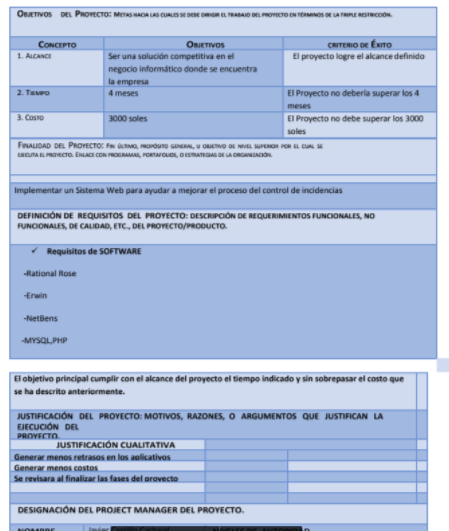 OBJETIVOS DEL PROYECTO: METAS HACIA LAS CUALES SE DEBE DIRIGIR EL TRABAJO DEL PROYECTO EN TÉRMINOS DE LA TRIPLE RESTRICCIÓN.
CONCEPTO OBJETIVOS CRITERIO DE ÉXITO
1. ALCANCE Ser una solución competitiva en el El proyecto logre el alcance definido
negocio informático donde se encuentra
la empresa
2. TIEMPO 4 meses El Proyecto no debería superar los 4
meses
3. COSTO 3000 soles El Proyecto no debe superar los 3000
soles
FINALIDAD DEL PROYECTO: FIN ÚLTIMO, PROPÓSITO GENERAL, U OBJETIVO DE NIVEL SUPERIOR POR EL CUAL SE
EJECUTA EL PROYECTO. ENLACE CON PROGRAMAS, PORTAFOLIOS, O ESTRATEGIAS DE LA ORGANIZACIÓN.
Implementar un Sistema Web para ayudar a mejorar el proceso del control de incidencias
DEFINICIÓN DE REQUISITOS DEL PROYECTO: DESCRIPCIÓN DE REQUERIMIENTOS FUNCIONALES, NO
FUNCIONALES, DE CALIDAD, ETC., DEL PROYECTO/PRODUCTO.
✓ Requisitos de SOFTWARE
-Rational Rose
-Erwin
-NetBens
-MYSQL,PHP
El objetivo principal cumplir con el alcance del proyecto el tiempo indicado y sin sobrepasar el costo que
se ha descrito anteriormente.
JUSTIFICACIÓN DEL PROYECTO: MOTIVOS, RAZONES, O ARGUMENTOS QUE JUSTIFICAN LA
EJECUCIÓN DEL
PROYECTO.
JUSTIFICACIÓN CUALITATIVA
Generar menos retrasos en los aplicativos
Generar menos costos
Se revisara al finalizar las fases del proyecto
DESIGNACIÓN DEL PROJECT MANAGER DEL PROYECTO.
NOMBRE Javier